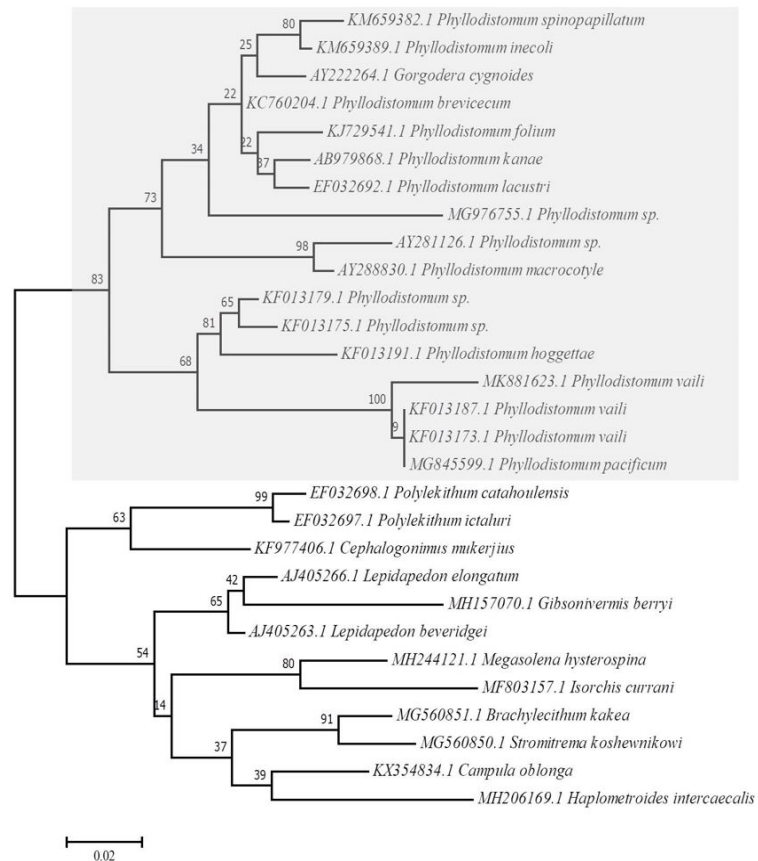 80
KM659382.1 Phyllodistomum spinopapillatum
25
KM659389.1 Phyllodistomum inecoli
AY222264.1 Gorgodera cygnoides
22
KC760204.1 Phyllodistomum brevicecum
KJ729541.1 Phyllodistomum folium
22
34
37
AB979868.1 Phyllodistomum kanae
EF032692.1 Phyllodistomum lacustri
73
MG976755.1 Phyllodistomum sp.
98
AY281126.1 Phyllodistomum sp.
AY288830.1 Phyllodistomum macrocotyle
83
65
KF013179.1 Phyllodistomum sp.
81
KF013175.1 Phyllodistomum sp.
KF013191.1 Phyllodistomum hoggettae
68
MK881623.1 Phyllodistomum vaili
100
KF013187.1 Phyllodistomum vaili
9
KF013173.1 Phyllodistomum vaili
MG845599.1 Phyllodistomum pacificum
99
EF032698.1 Polylekithum catahoulensis
63
EF032697.1 Polylekithum ictaluri
KF977406.1 Cephalogonimus mukerjius
42
AJ405266.1 Lepidapedon elongatum
65
MH157070.1 Gibsonivermis berryi
AJ405263.1 Lepidapedon beveridgei
54
80
MH244121.1 Megasolena hysterospina
MF803157.1 Isorchis currani
14
91
MG560851.1 Brachylecithum kakea
MG560850.1 Stromitrema koshewnikowi
37
39
KX354834.1 Campula oblonga
MH206169.1 Haplometroides intercaecalis
0.02